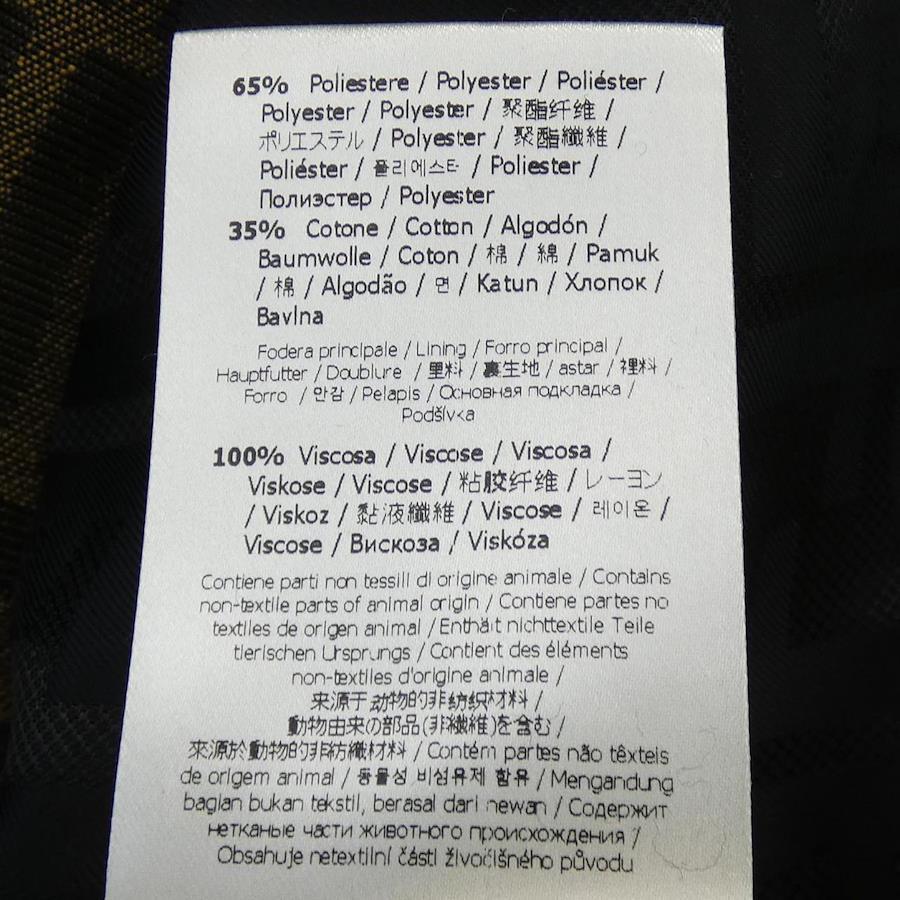 65% Poliestere / Polyester / Poliéster /
Polyester / Polyester / 聚酯纤维 /
ポリエステル / Polyester / 聚酯纖維 /
Poliéster / 폴리에스터 / Poliester /
Полиэстер / Polyester
35% Cotone / Cotton / Algodón /
Baumwolle / Coton / 棉 / 綿 / Pamuk
/ 棉 / Algodão / 면 / Katun / Хлопок /
Bavlna
Fodera principale / Lining / Forro principal /
Hauptfutter / Doublure / 里料 / 裏生地 / astar / 裡料 /
Forro / 안감 / Pelapis / Основная подкладка /
Podšívka
100% Viscosa / Viscose / Viscosa /
Viskose / Viscose / 粘胶纤维 / レーヨン
/ Viskoz / 黏液纖維 / Viscose / 레이온 /
Viscose / Вискоза / Viskóza
Contiene parti non tessili di origine animale / Contains
non-textile parts of animal origin / Contiene partes no
textiles de origen animal / Enthält nichttextile Teile
tierischen Ursprungs / Contient des éléments
non-textiles d'origine animale /
来源于动物的非纺织材料 /
動物由来の部品(非繊維)を含む /
來源於動物的非紡織材料 / Contém partes não têxteis
de origem animal / 동물성 비섬유제 함유 / Mengandung
bagian bukan tekstil, berasal dari hewan / Содержит
нетканые части животного происхождения /
Obsahuje netextilní části živočišného původu